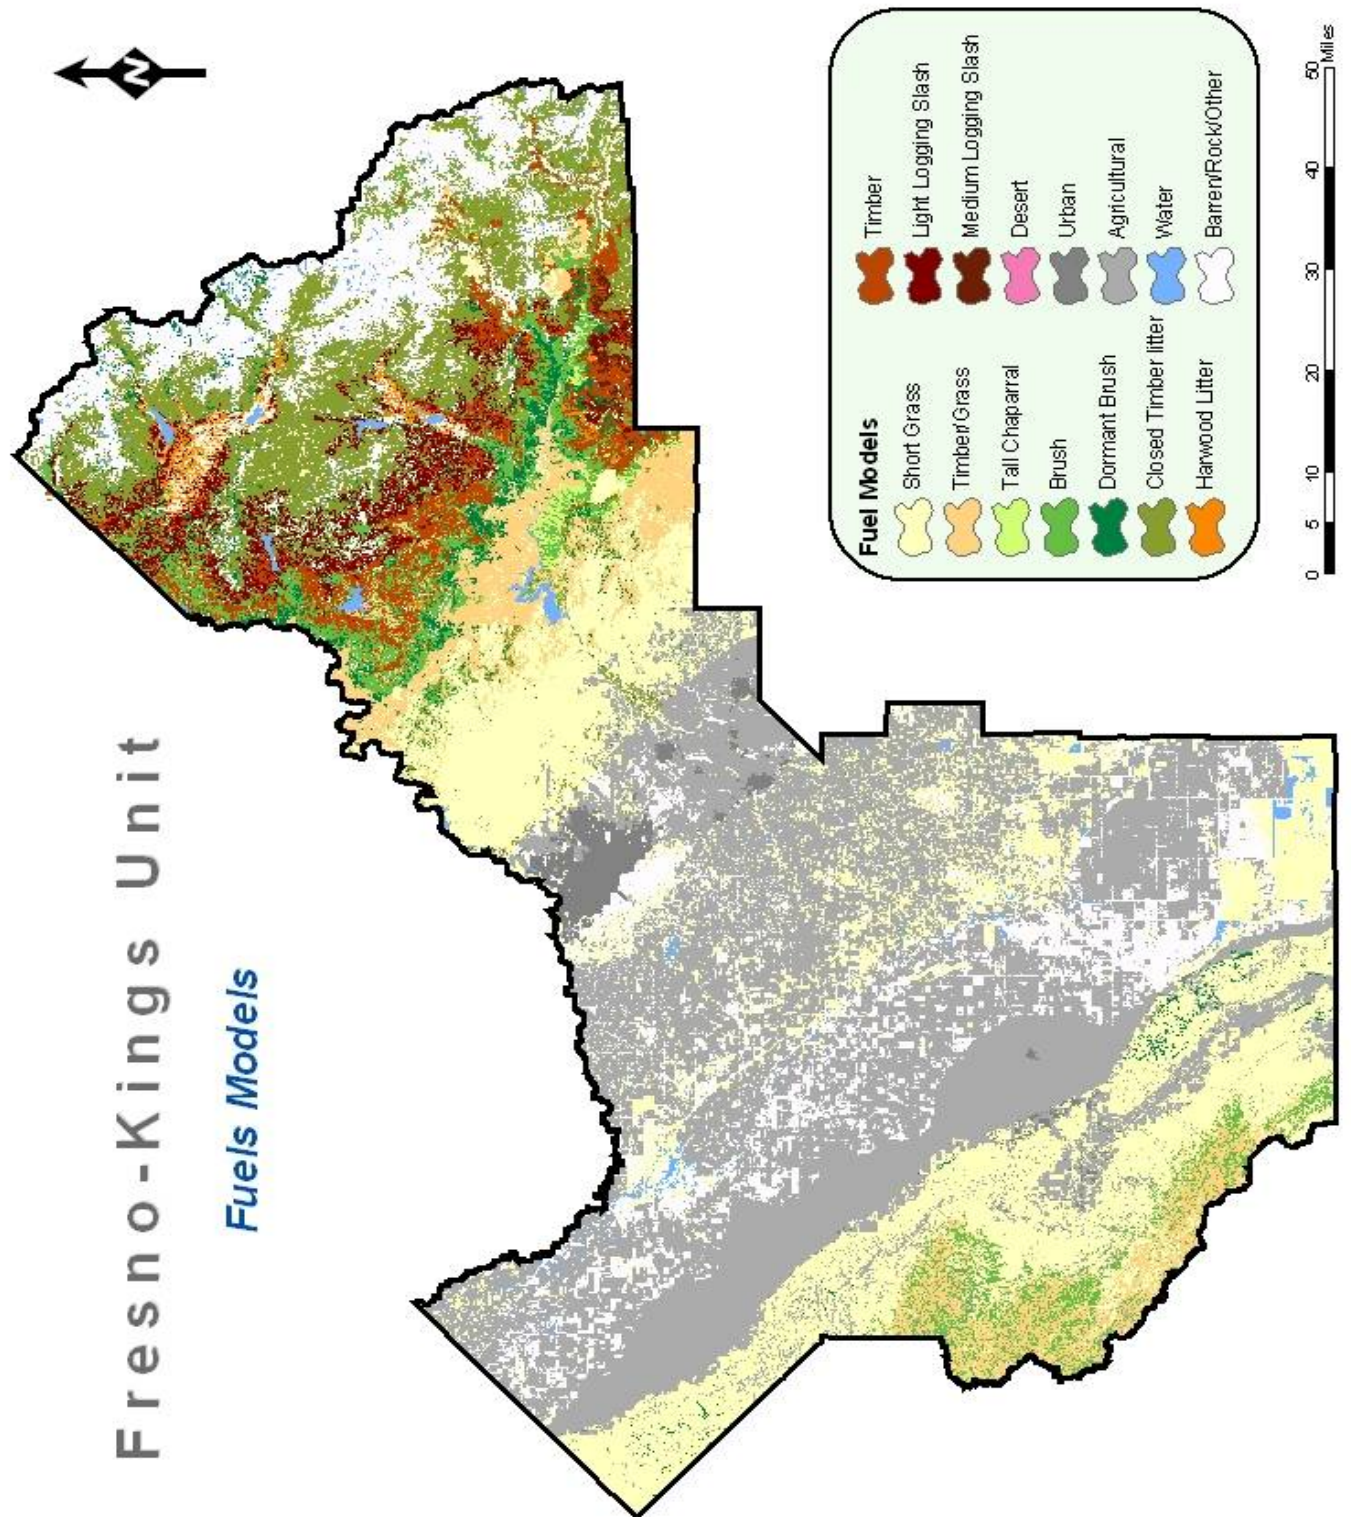 Fresno-Kings Unit
Fuels Models
N
Fuel Models
Short Grass
Timber/Grass
Tall Chaparral
Brush
Dormant Brush
Closed Timber litter
Harwood Litter
Timber
Light Logging Slash
Medium Logging Slash
Desert
Urban
Agricultural
Water
Barren/Rock/Other
0 5 10 20 30 40 50
Miles